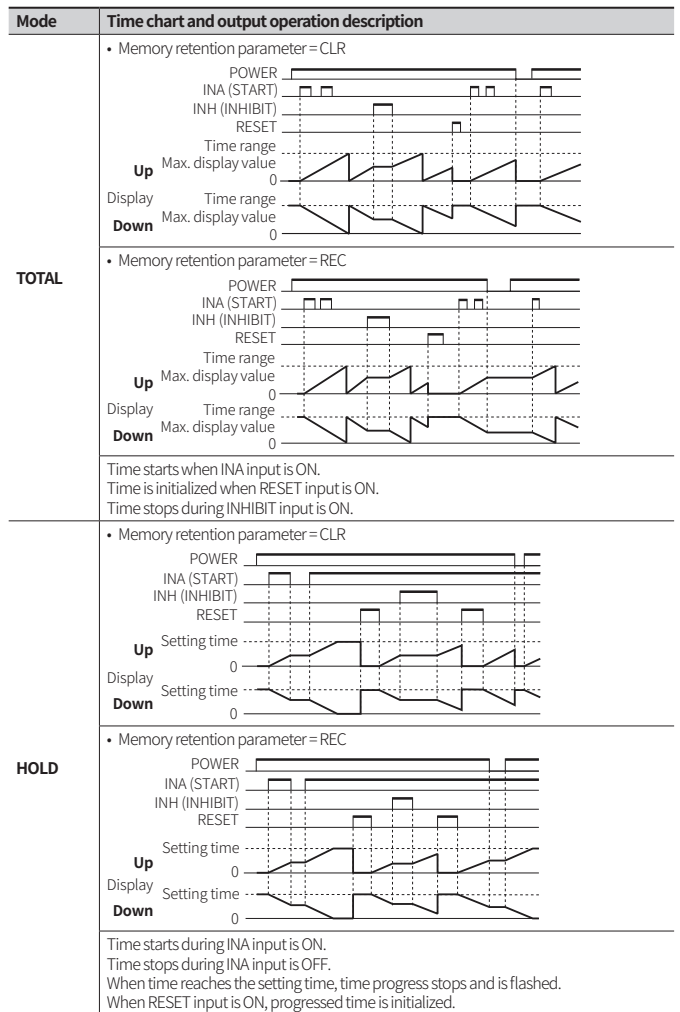 Mode Time chart and output operation description
TOTAL
• Memory retention parameter = CLR
POWER
INA (START)
INH (INHIBIT)
RESET
Time range
Up Max. display value
0
Display Time range
Down Max. display value
0
• Memory retention parameter = REC
POWER
INA (START)
INH (INHIBIT)
RESET
Time range
Up Max. display value
0
Display Time range
Down Max. display value
0
Time starts when INA input is ON.
Time is initialized when RESET input is ON.
Time stops during INHIBIT input is ON.
HOLD
• Memory retention parameter = CLR
POWER
INA (START)
INH (INHIBIT)
RESET
Up Setting time
0
Display
Down Setting time
0
• Memory retention parameter = REC
POWER
INA (START)
INH (INHIBIT)
RESET
Setting time
Up 0
Display Setting time
Down 0
Time starts during INA input is ON.
Time stops during INA input is OFF.
When time reaches the setting time, time progress stops and is flashed.
When RESET input is ON, progressed time is initialized.